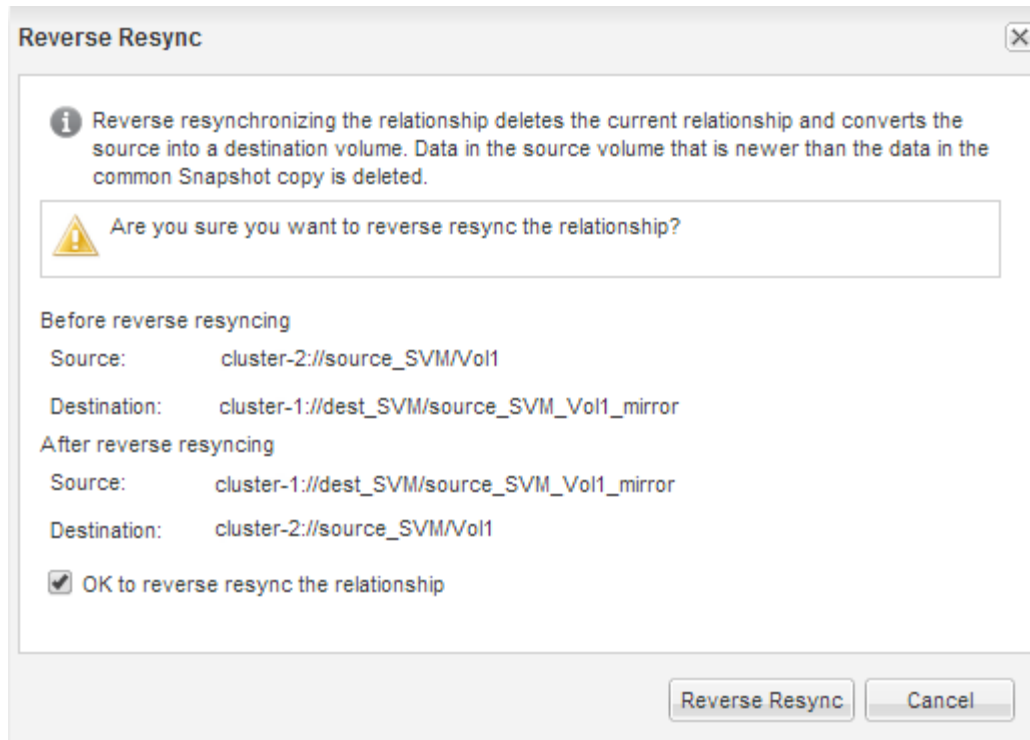 Reverse Resync
Reverse resynchronizing the relationship deletes the current relationship and converts the
source into a destination volume. Data in the source volume that is newer than the data in the
common Snapshot copy is deleted.
Are you sure you want to reverse resync the relationship?
Before reverse resyncing
Source: cluster-2://source_SVM/Vol1
Destination: cluster-1://dest_SVM/source_SVM_Vol1_mirror
After reverse resyncing
Source: cluster-1://dest_SVM/source_SVM_Vol1_mirror
Destination: cluster-2://source_SVM/Vol1
OK to reverse resync the relationship
Reverse Resync Cancel